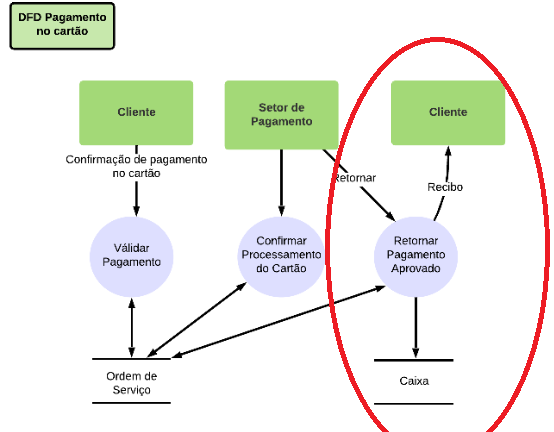 DFD Pagamento
no cartão
Cliente
Setor de
Pagamento
Cliente
Confirmação de pagamento
no cartão
Retornar
Recibo
Válidar
Pagamento
Confirmar
Processamento
do Cartão
Retornar
Pagamento
Aprovado
Ordem de
Serviço
Caixa